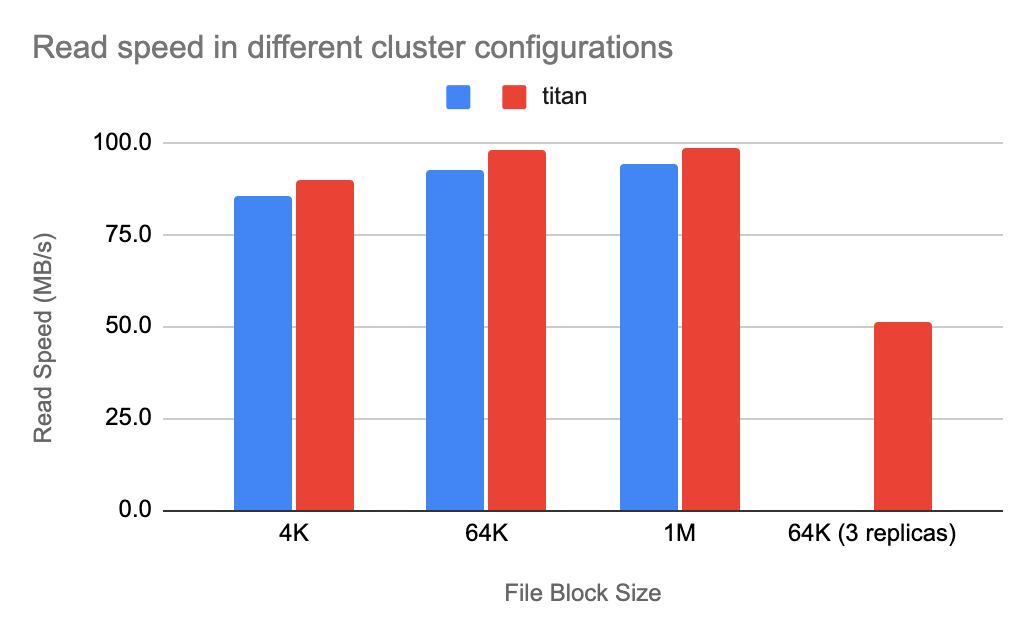 Read speed in different cluster configurations
titan
100.0
75.0
50.0
25.0
0.0
Read Speed (MB/s)
4K
64K
1M
64K (3 replicas)
File Block Size